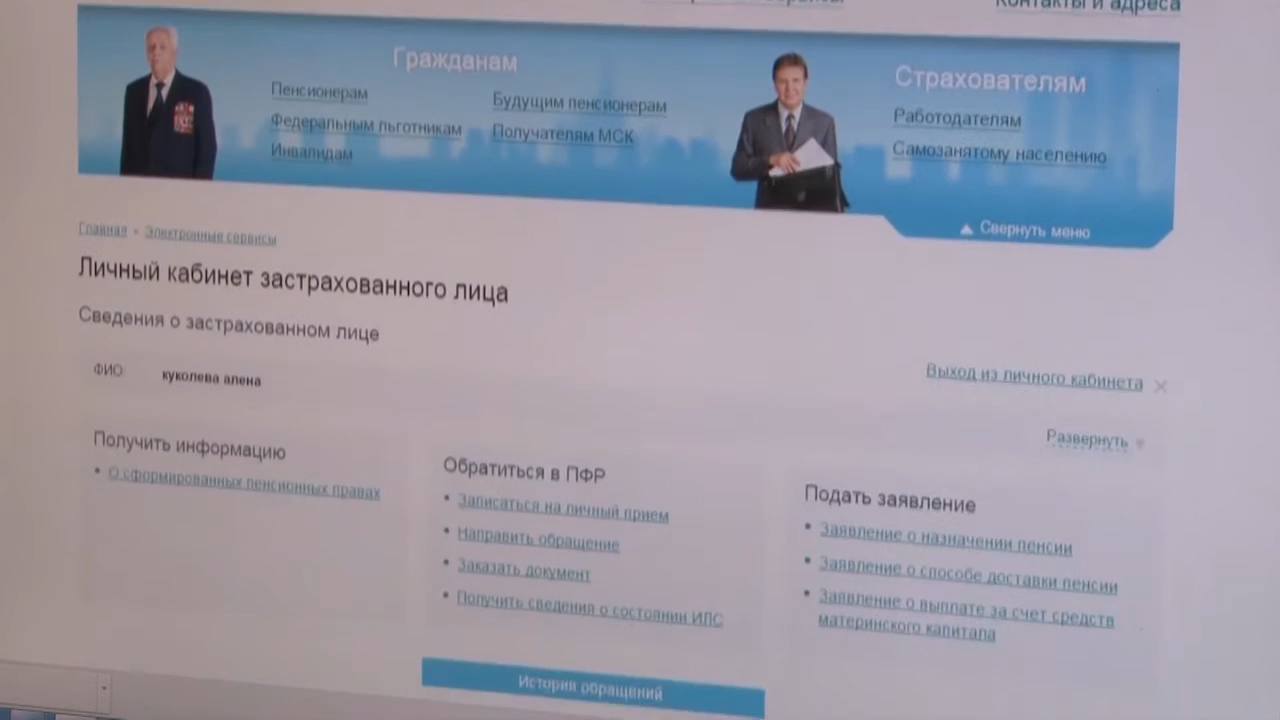 Контакты и адреса
Гражданам
Пенсионерам
Федеральным льготникам
Инвалидам
Будущим пенсионерам
Получателям МСК
Страхователям
Работодателям
Самозанятому населению
Свернуть меню
Главная » Электронные сервисы
Личный кабинет застрахованного лица
Сведения о застрахованном лице
ФИО куколева алена
Выход из личного кабинета
Развернуть
Получить информацию
О сформированных пенсионных правах
Обратиться в ПФР
Записаться на личный прием
Направить обращение
Заказать документ
Получить сведения о состоянии ИЛС
Подать заявление
Заявление о назначении пенсии
Заявление о способе доставки пенсии
Заявление о выплате за счет средств
материнского капитала
История обращений